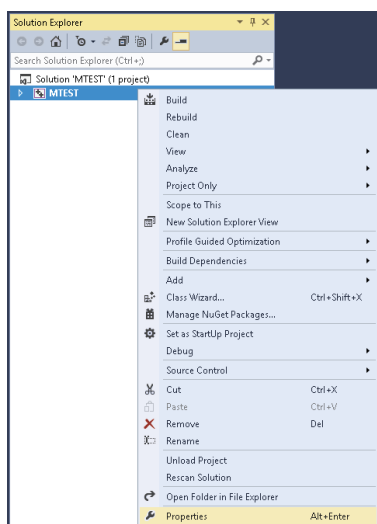 Solution Explorer
Search Solution Explorer (Ctrl+;)
Solution 'MTEST' (1 project)
MTEST
Build
Rebuild
Clean
View
Analyze
Project Only
Scope to This
New Solution Explorer View
Profile Guided Optimization
Build Dependencies
Add
Class Wizard... Ctrl+Shift+X
Manage NuGet Packages...
Set as StartUp Project
Debug
Source Control
Cut Ctrl+X
Paste Ctrl+V
Remove Del
Rename
Unload Project
Rescan Solution
Open Folder in File Explorer
Properties Alt+Enter